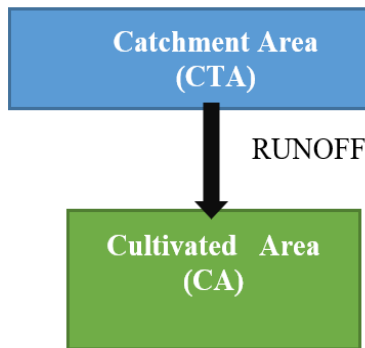 Catchment Area
(CTA)
RUNOFF
Cultivated Area
(CA)